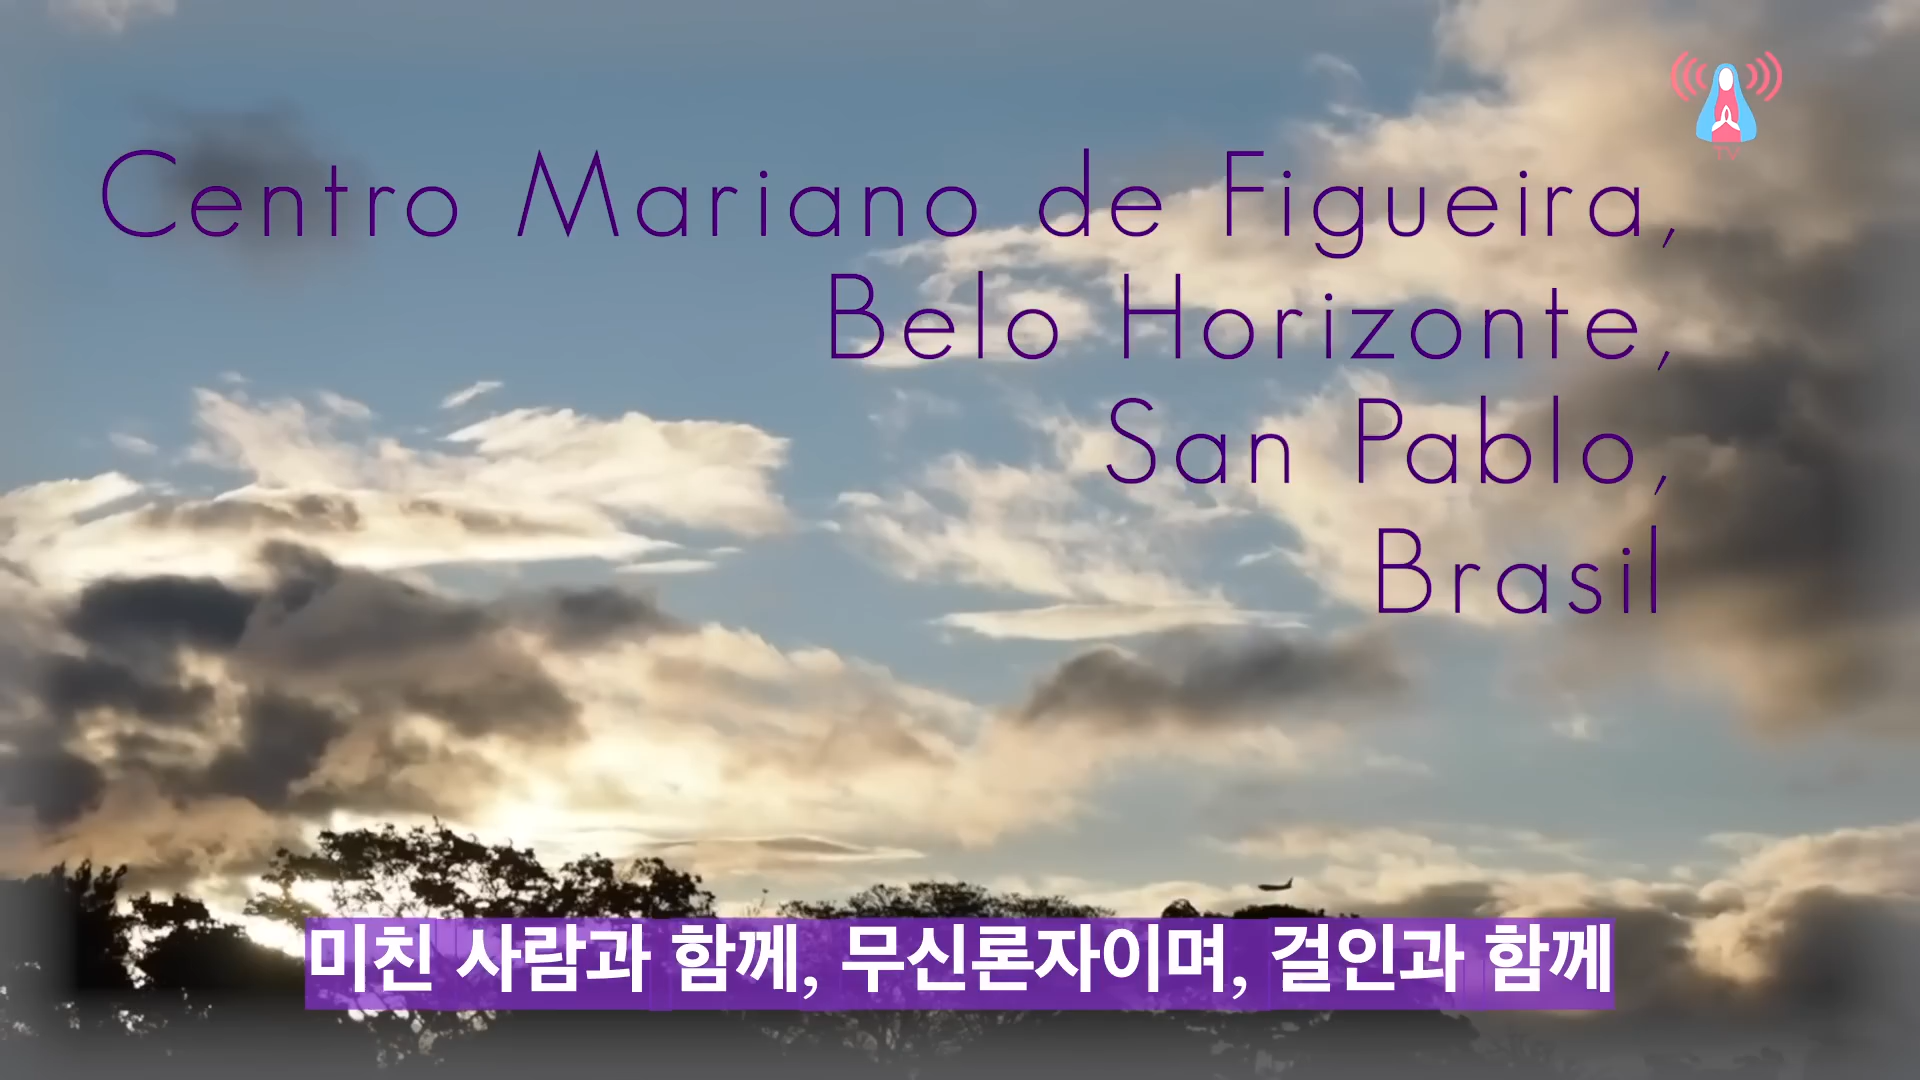 TV
Centro Mariano de Figueira,
Belo Horizonte,
San Pablo,
Brasil
미친 사람과 함께, 무신론자이며, 걸인과 함께